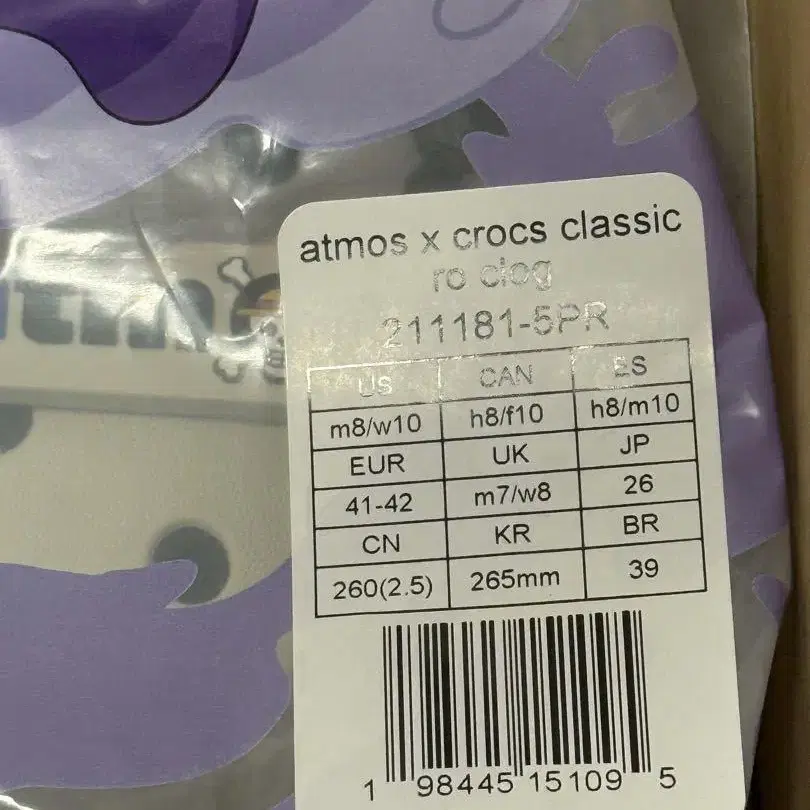 atmos x crocs classic
ro clog
211181-5PR
US CAN ES
m8/w10 h8/f10 h8/m10
EUR UK JP
41-42 m7/w8 26
CN KR BR
260(2.5) 265mm 39
1 98445 15109 5